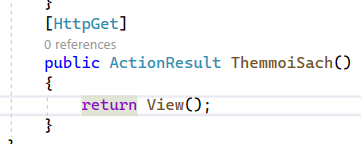 }
[HttpGet]
0 references
public ActionResult ThemmoiSach()
{
return View();
}
}